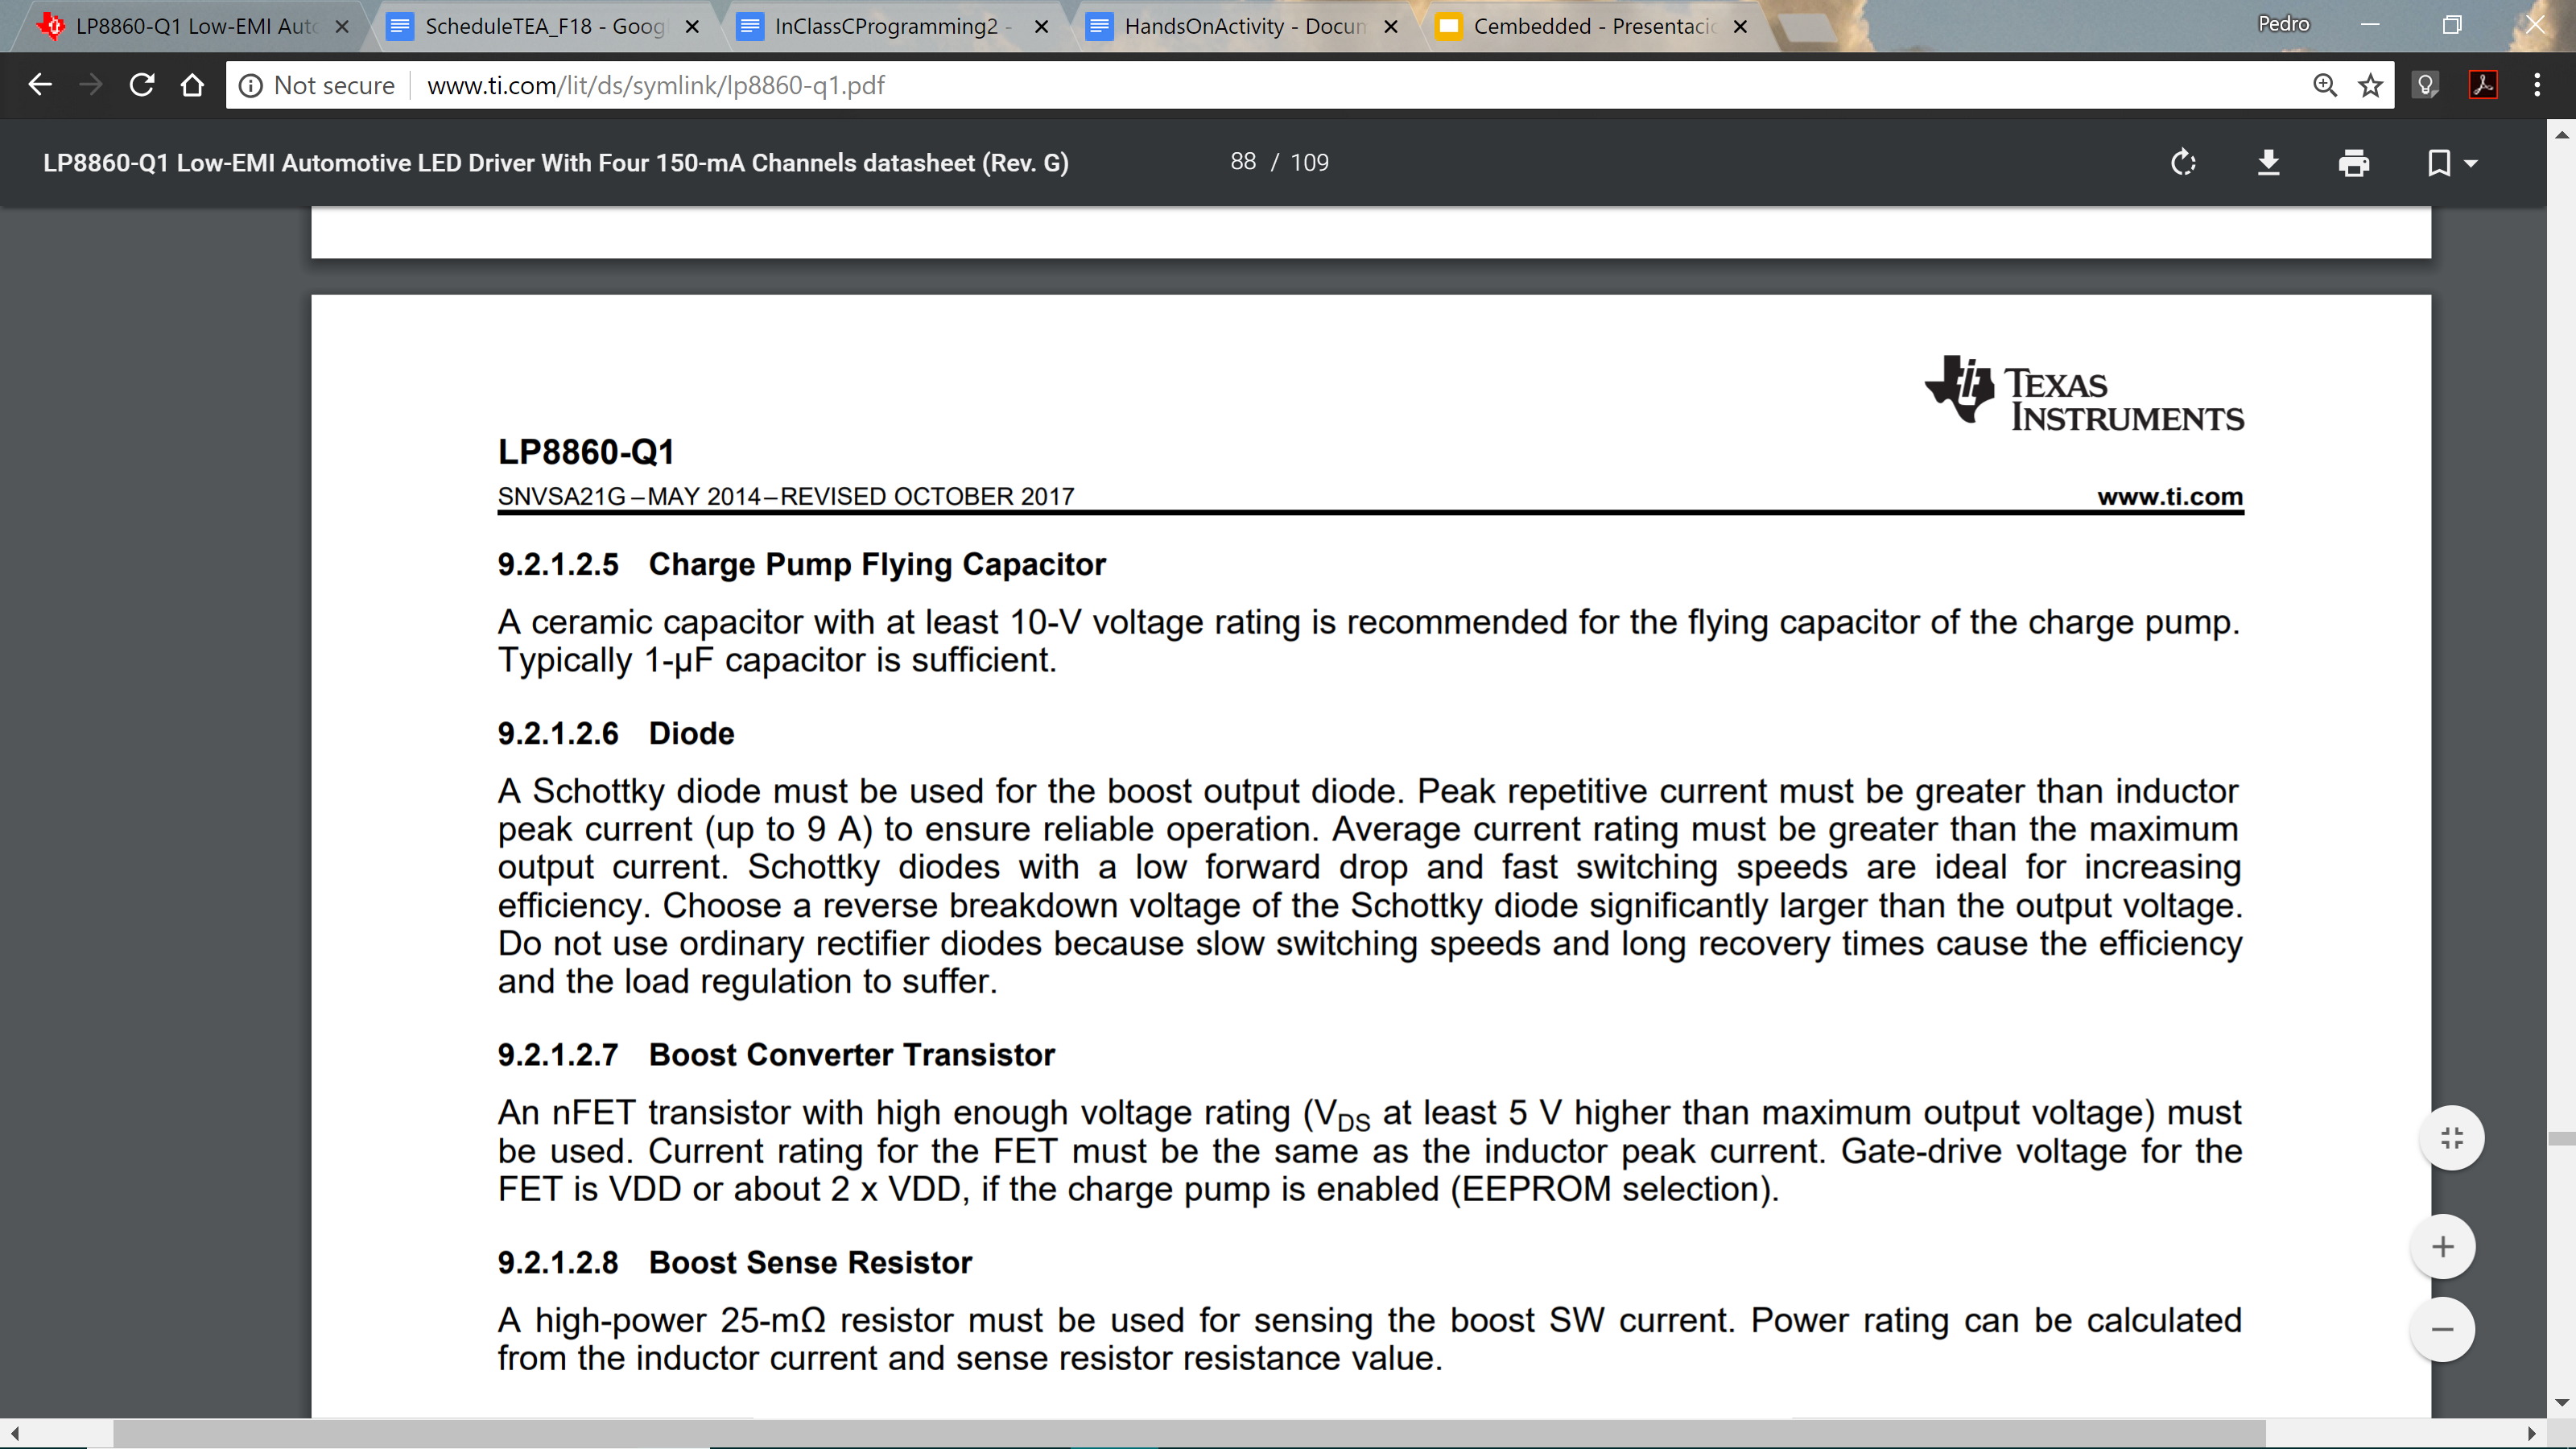 LP8860-Q1 Low-EMI Auto
ScheduleTEA_F18 - Goog
InClassCProgramming2 -
HandsOnActivity - Docum
Cembedded - Presentacio
Pedro
Not secure
www.ti.com/lit/ds/symlink/lp8860-q1.pdf
LP8860-Q1 Low-EMI Automotive LED Driver With Four 150-mA Channels datasheet (Rev. G)
88 / 109
TEXAS
INSTRUMENTS
LP8860-Q1
SNVSA21G – MAY 2014 – REVISED OCTOBER 2017
www.ti.com
9.2.1.2.5 Charge Pump Flying Capacitor
A ceramic capacitor with at least 10-V voltage rating is recommended for the flying capacitor of the charge pump.
Typically 1-µF capacitor is sufficient.
9.2.1.2.6 Diode
A Schottky diode must be used for the boost output diode. Peak repetitive current must be greater than inductor
peak current (up to 9 A) to ensure reliable operation. Average current rating must be greater than the maximum
output current. Schottky diodes with a low forward drop and fast switching speeds are ideal for increasing
efficiency. Choose a reverse breakdown voltage of the Schottky diode significantly larger than the output voltage.
Do not use ordinary rectifier diodes because slow switching speeds and long recovery times cause the efficiency
and the load regulation to suffer.
9.2.1.2.7 Boost Converter Transistor
An nFET transistor with high enough voltage rating (VDS at least 5 V higher than maximum output voltage) must
be used. Current rating for the FET must be the same as the inductor peak current. Gate-drive voltage for the
FET is VDD or about 2 x VDD, if the charge pump is enabled (EEPROM selection).
9.2.1.2.8 Boost Sense Resistor
A high-power 25-mΩ resistor must be used for sensing the boost SW current. Power rating can be calculated
from the inductor current and sense resistor resistance value.